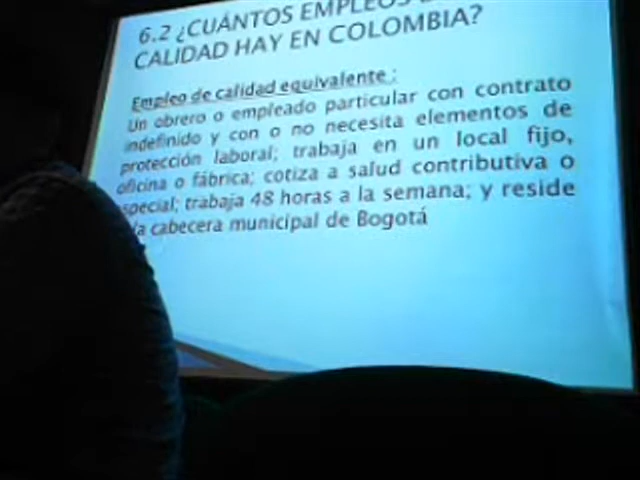 6.2 ¿CUÁNTOS EMPLEOS
CALIDAD HAY EN COLOMBIA?
Empleo de calidad equivalente :
Un obrero o empleado particular con contrato
indefinido y con o no necesita elementos de
protección laboral; trabaja en un local fijo,
oficina o fábrica; cotiza a salud contributiva o
especial; trabaja 48 horas a la semana; y reside
la cabecera municipal de Bogotá